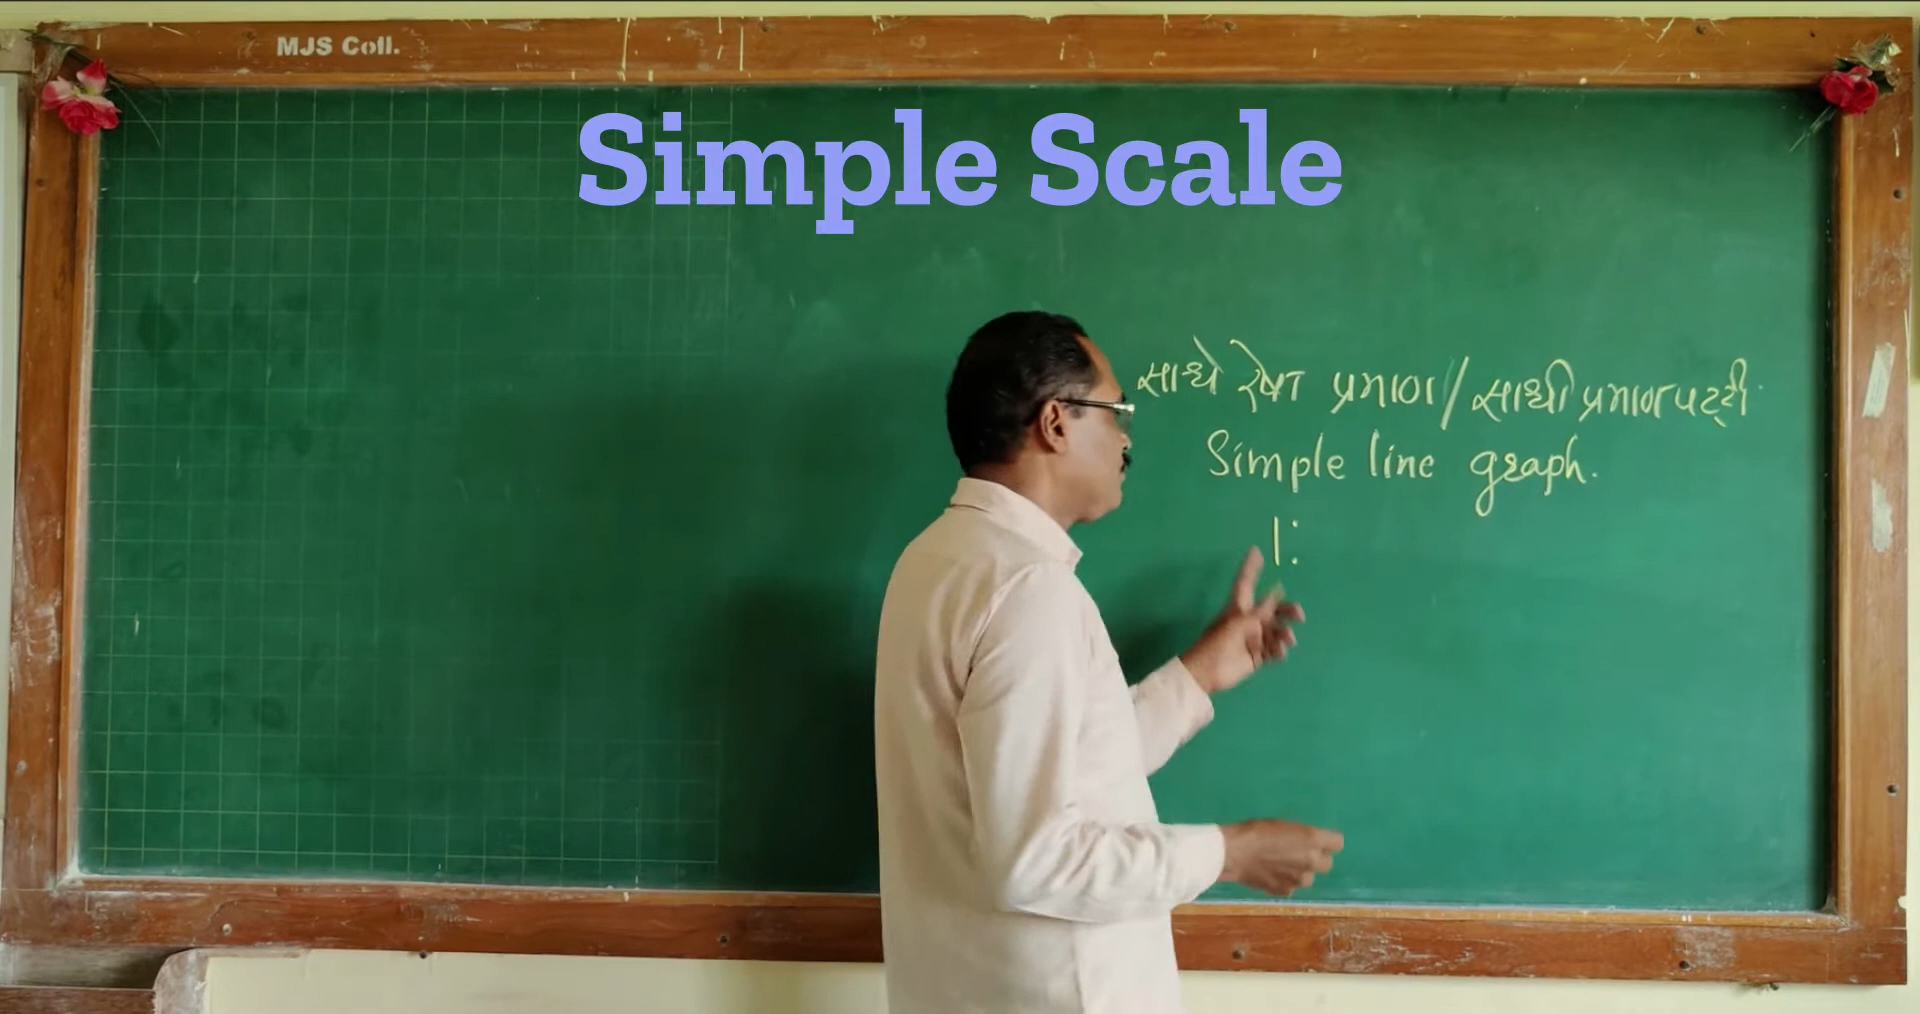 MJS Coll.
Simple Scale
साधे रेषा प्रमाण / साधी प्रमाणपट्टी
Simple line graph.
1: